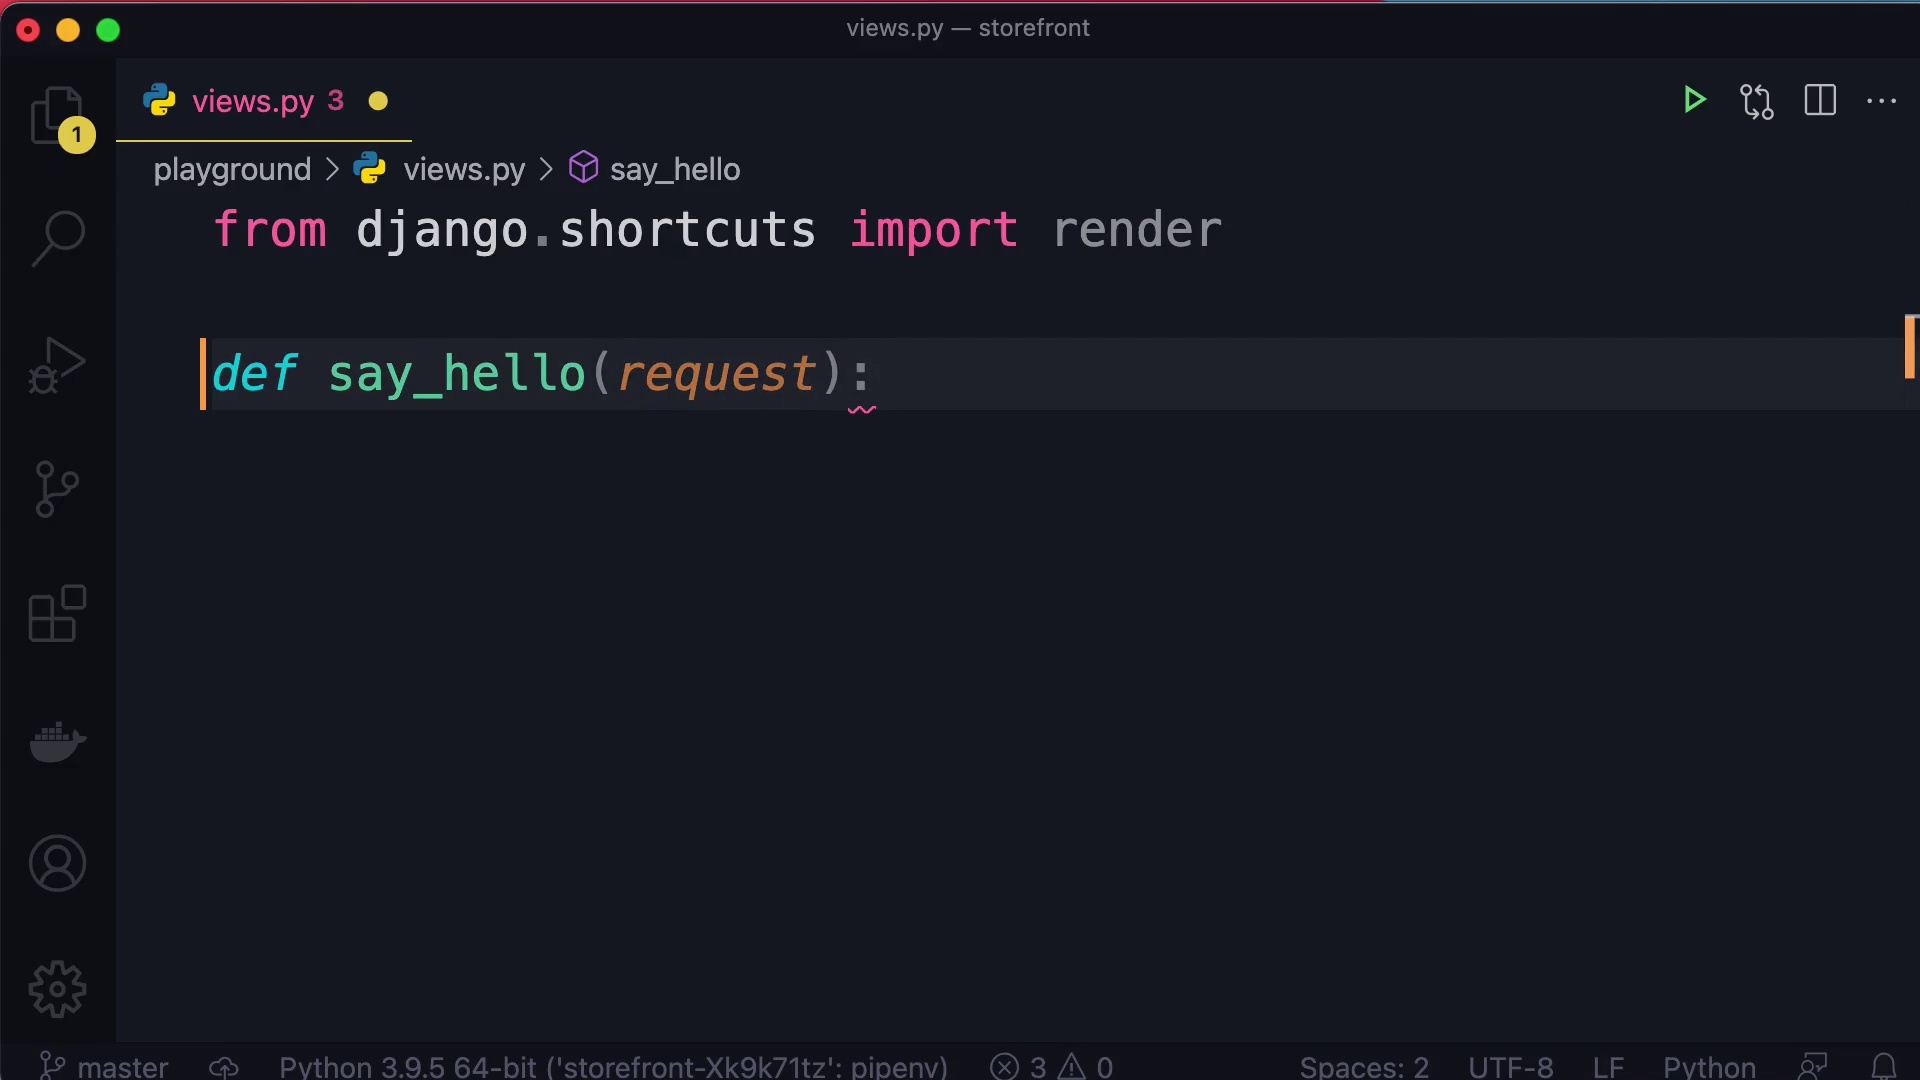 views.py — storefront
views.py 3
1
playground > views.py > say_hello
from django.shortcuts import render
def say_hello(request):
master Python 3.9.5 64-bit ('storefront-Xk9k71tz': pipenv) 3 0 Spaces: 2 UTF-8 LF Python